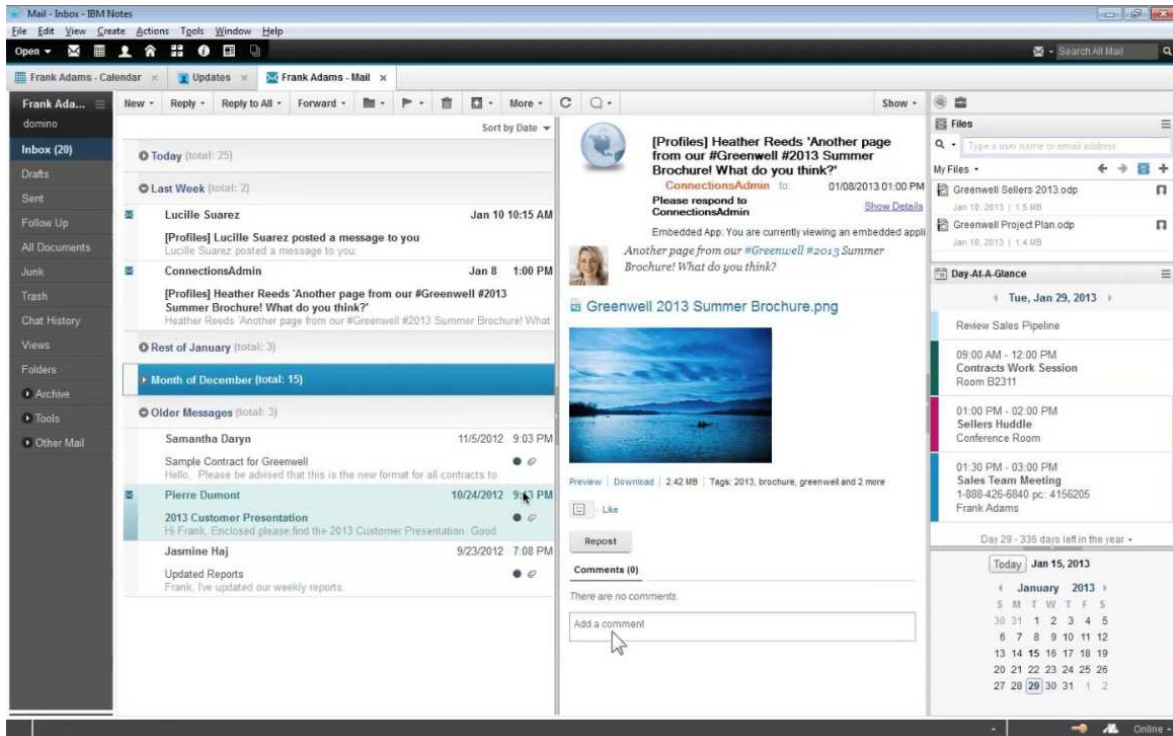 Mail - Inbox - IBM Notes
File Edit View Create Actions Tools Window Help
Open
Search All Mail
Frank Adams - Calendar
Updates
Frank Adams - Mail
Frank Ada...
domino
Inbox (20)
Drafts
Sent
Follow Up
All Documents
Junk
Trash
Chat History
Views
Folders
Archive
Tools
Other Mail
New Reply Reply to All Forward More Show
Sort by Date
Today (total: 25)
Last Week (total: 2)
Lucille Suarez Jan 10 10:15 AM
[Profiles] Lucille Suarez posted a message to you
Lucille Suarez posted a message to you.
ConnectionsAdmin Jan 8 1:00 PM
[Profiles] Heather Reeds 'Another page from our #Greenwell #2013
Summer Brochure! What do you think?'
Heather Reeds 'Another page from our #Greenwell #2013 Summer Brochure! What
Rest of January (total: 3)
Month of December (total: 15)
Older Messages (total: 3)
Samantha Daryn 11/5/2012 9:03 PM
Sample Contract for Greenwell
Hello, Please be advised that this is the new format for all contracts to
Pierre Dumont 10/24/2012 PM
2013 Customer Presentation
Hi Frank, Enclosed please find the 2013 Customer Presentation. Good
Jasmine Haj 9/23/2012 7:08 PM
Updated Reports
Frank, I've updated our weekly reports.
[Profiles] Heather Reeds 'Another page
from our #Greenwell #2013 Summer
Brochure! What do you think?'
ConnectionsAdmin to: 01/08/2013 01:00 PM
Please respond to
ConnectionsAdmin
Show Details
Embedded App: You are currently viewing an embedded appli
Another page from our #Greenwell #2013 Summer
Brochure! What do you think?
Greenwell 2013 Summer Brochure.png
Preview Download 2.42 MB Tags: 2013, brochure, greenwell and 2 more
Like
Repost
Comments (0)
There are no comments.
Add a comment
Files
Type a user name or email address
My Files
Greenwell Sellers 2013.odp
Jan 10, 2013 | 1.5 MB
Greenwell Project Plan.odp
Jan 10, 2013 | 1.4 MB
Day-At-A-Glance
Tue, Jan 29, 2013
Review Sales Pipeline
09:00 AM - 12:00 PM
Contracts Work Session
Room B2311
01:00 PM - 02:00 PM
Sellers Huddle
Conference Room
01:30 PM - 03:00 PM
Sales Team Meeting
1-888-426-6840 pc: 4156205
Frank Adams
Day 29 - 336 days left in the year
Today Jan 15, 2013
January 2013
S M T W T F S
30 31 1 2 3 4 5
6 7 8 9 10 11 12
13 14 15 16 17 18 19
20 21 22 23 24 25 26
27 28 29 30 31 1 2
Online